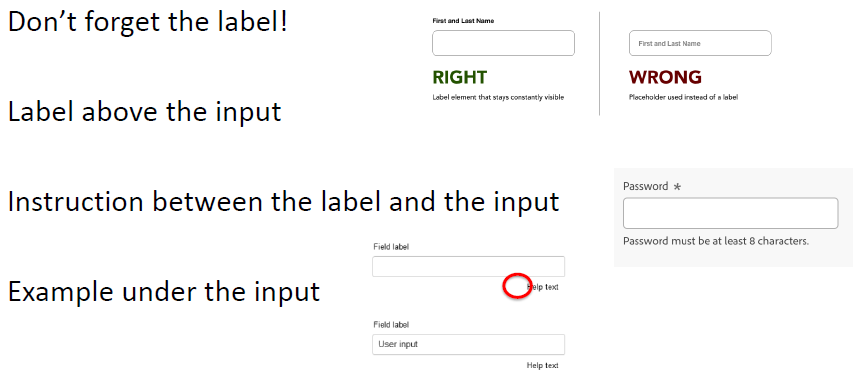 Don’t forget the label!
Label above the input
Instruction between the label and the input
Example under the input
First and Last Name
RIGHT
Label element that stays constantly visible
First and Last Name
WRONG
Placeholder used instead of a label
Password *
Password must be at least 8 characters.
Field label
Help text
Field label
User input
Help text